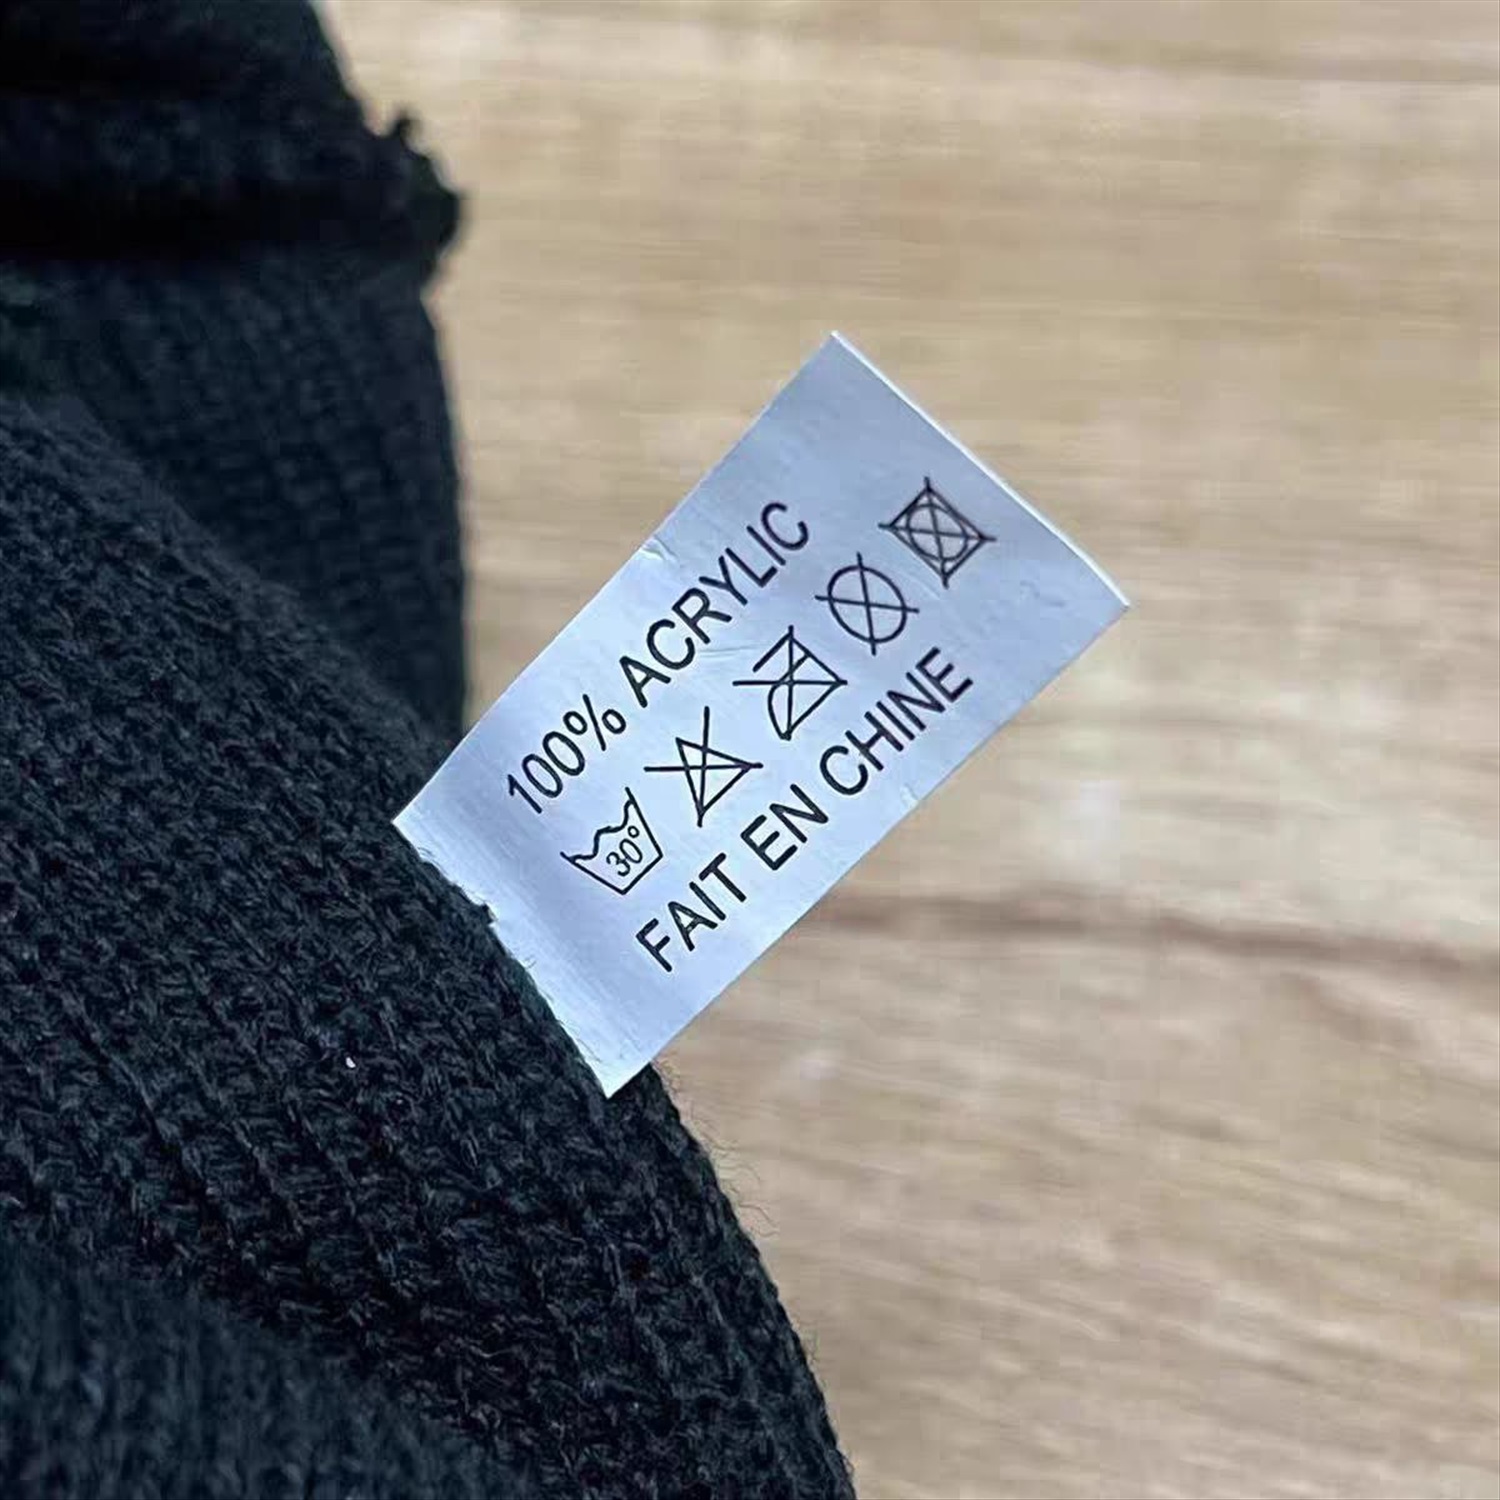 100% ACRYLIC
30°
FAIT EN CHINE